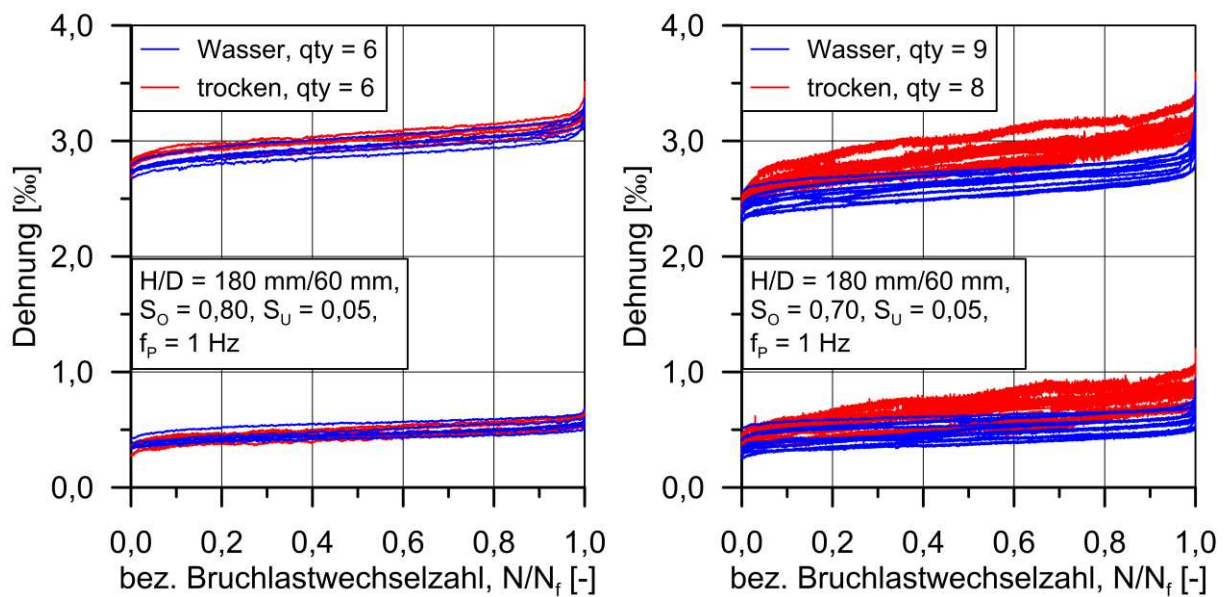 4,0
3,0
2,0
1,0
0,0
Dehnung [‰]
Wasser, qty = 6
trocken, qty = 6
H/D = 180 mm/60 mm,
S_O = 0,80, S_U = 0,05,
f_P = 1 Hz
0,0 0,2 0,4 0,6 0,8 1,0
bez. Bruchlastwechselzahl, N/N_f [-]
4,0
3,0
2,0
1,0
0,0
Dehnung [‰]
Wasser, qty = 9
trocken, qty = 8
H/D = 180 mm/60 mm,
S_O = 0,70, S_U = 0,05,
f_P = 1 Hz
0,0 0,2 0,4 0,6 0,8 1,0
bez. Bruchlastwechselzahl, N/N_f [-]